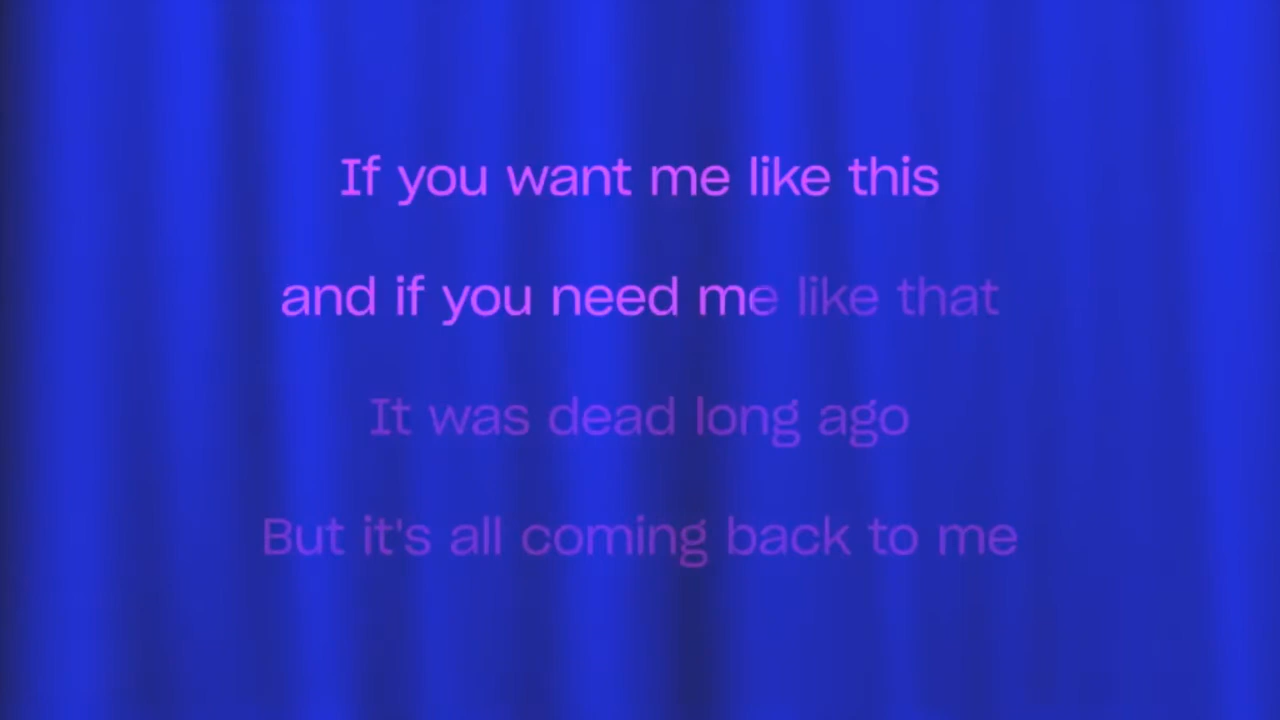 If you want me like this
and if you need me like that
It was dead long ago
But it's all coming back to me